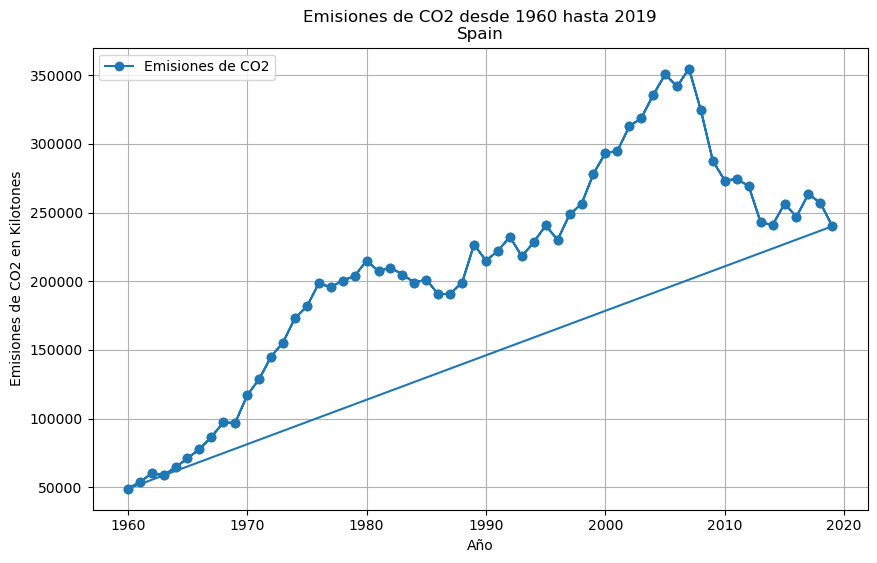 Emisiones de CO2 desde 1960 hasta 2019
Spain
Emisiones de CO2
Emisiones de CO2 en Kilotones
350000
300000
250000
200000
150000
100000
50000
1960
1970
1980
1990
2000
2010
2020
Año